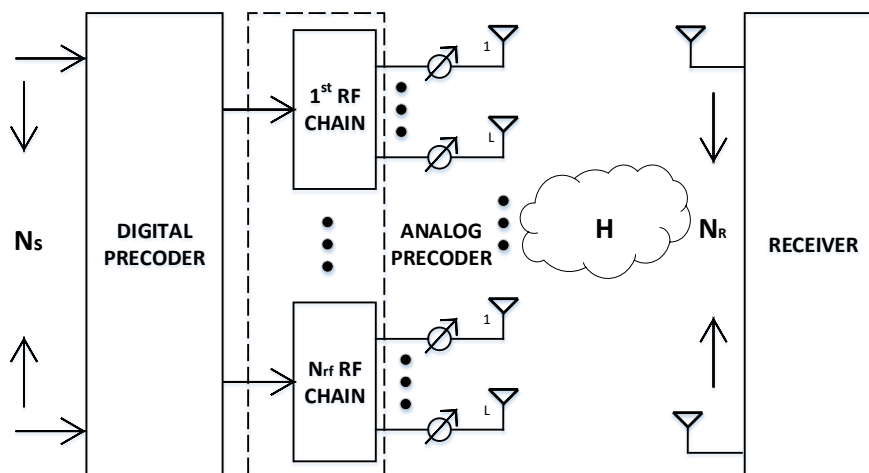 1st RF
CHAIN
1
L
NS
DIGITAL
PRECODER
ANALOG
PRECODER
H
NR
RECEIVER
Nrf RF
CHAIN
1
L